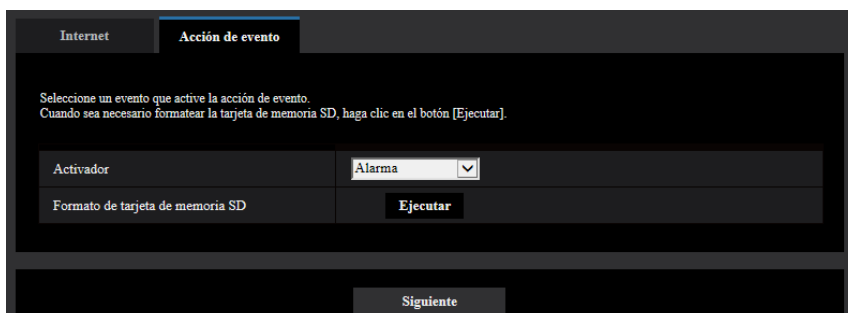 Internet
Acción de evento
Seleccione un evento que active la acción de evento.
Cuando sea necesario formatear la tarjeta de memoria SD, haga clic en el botón [Ejecutar].
Activador
Alarma
Formato de tarjeta de memoria SD
Ejecutar
Siguiente